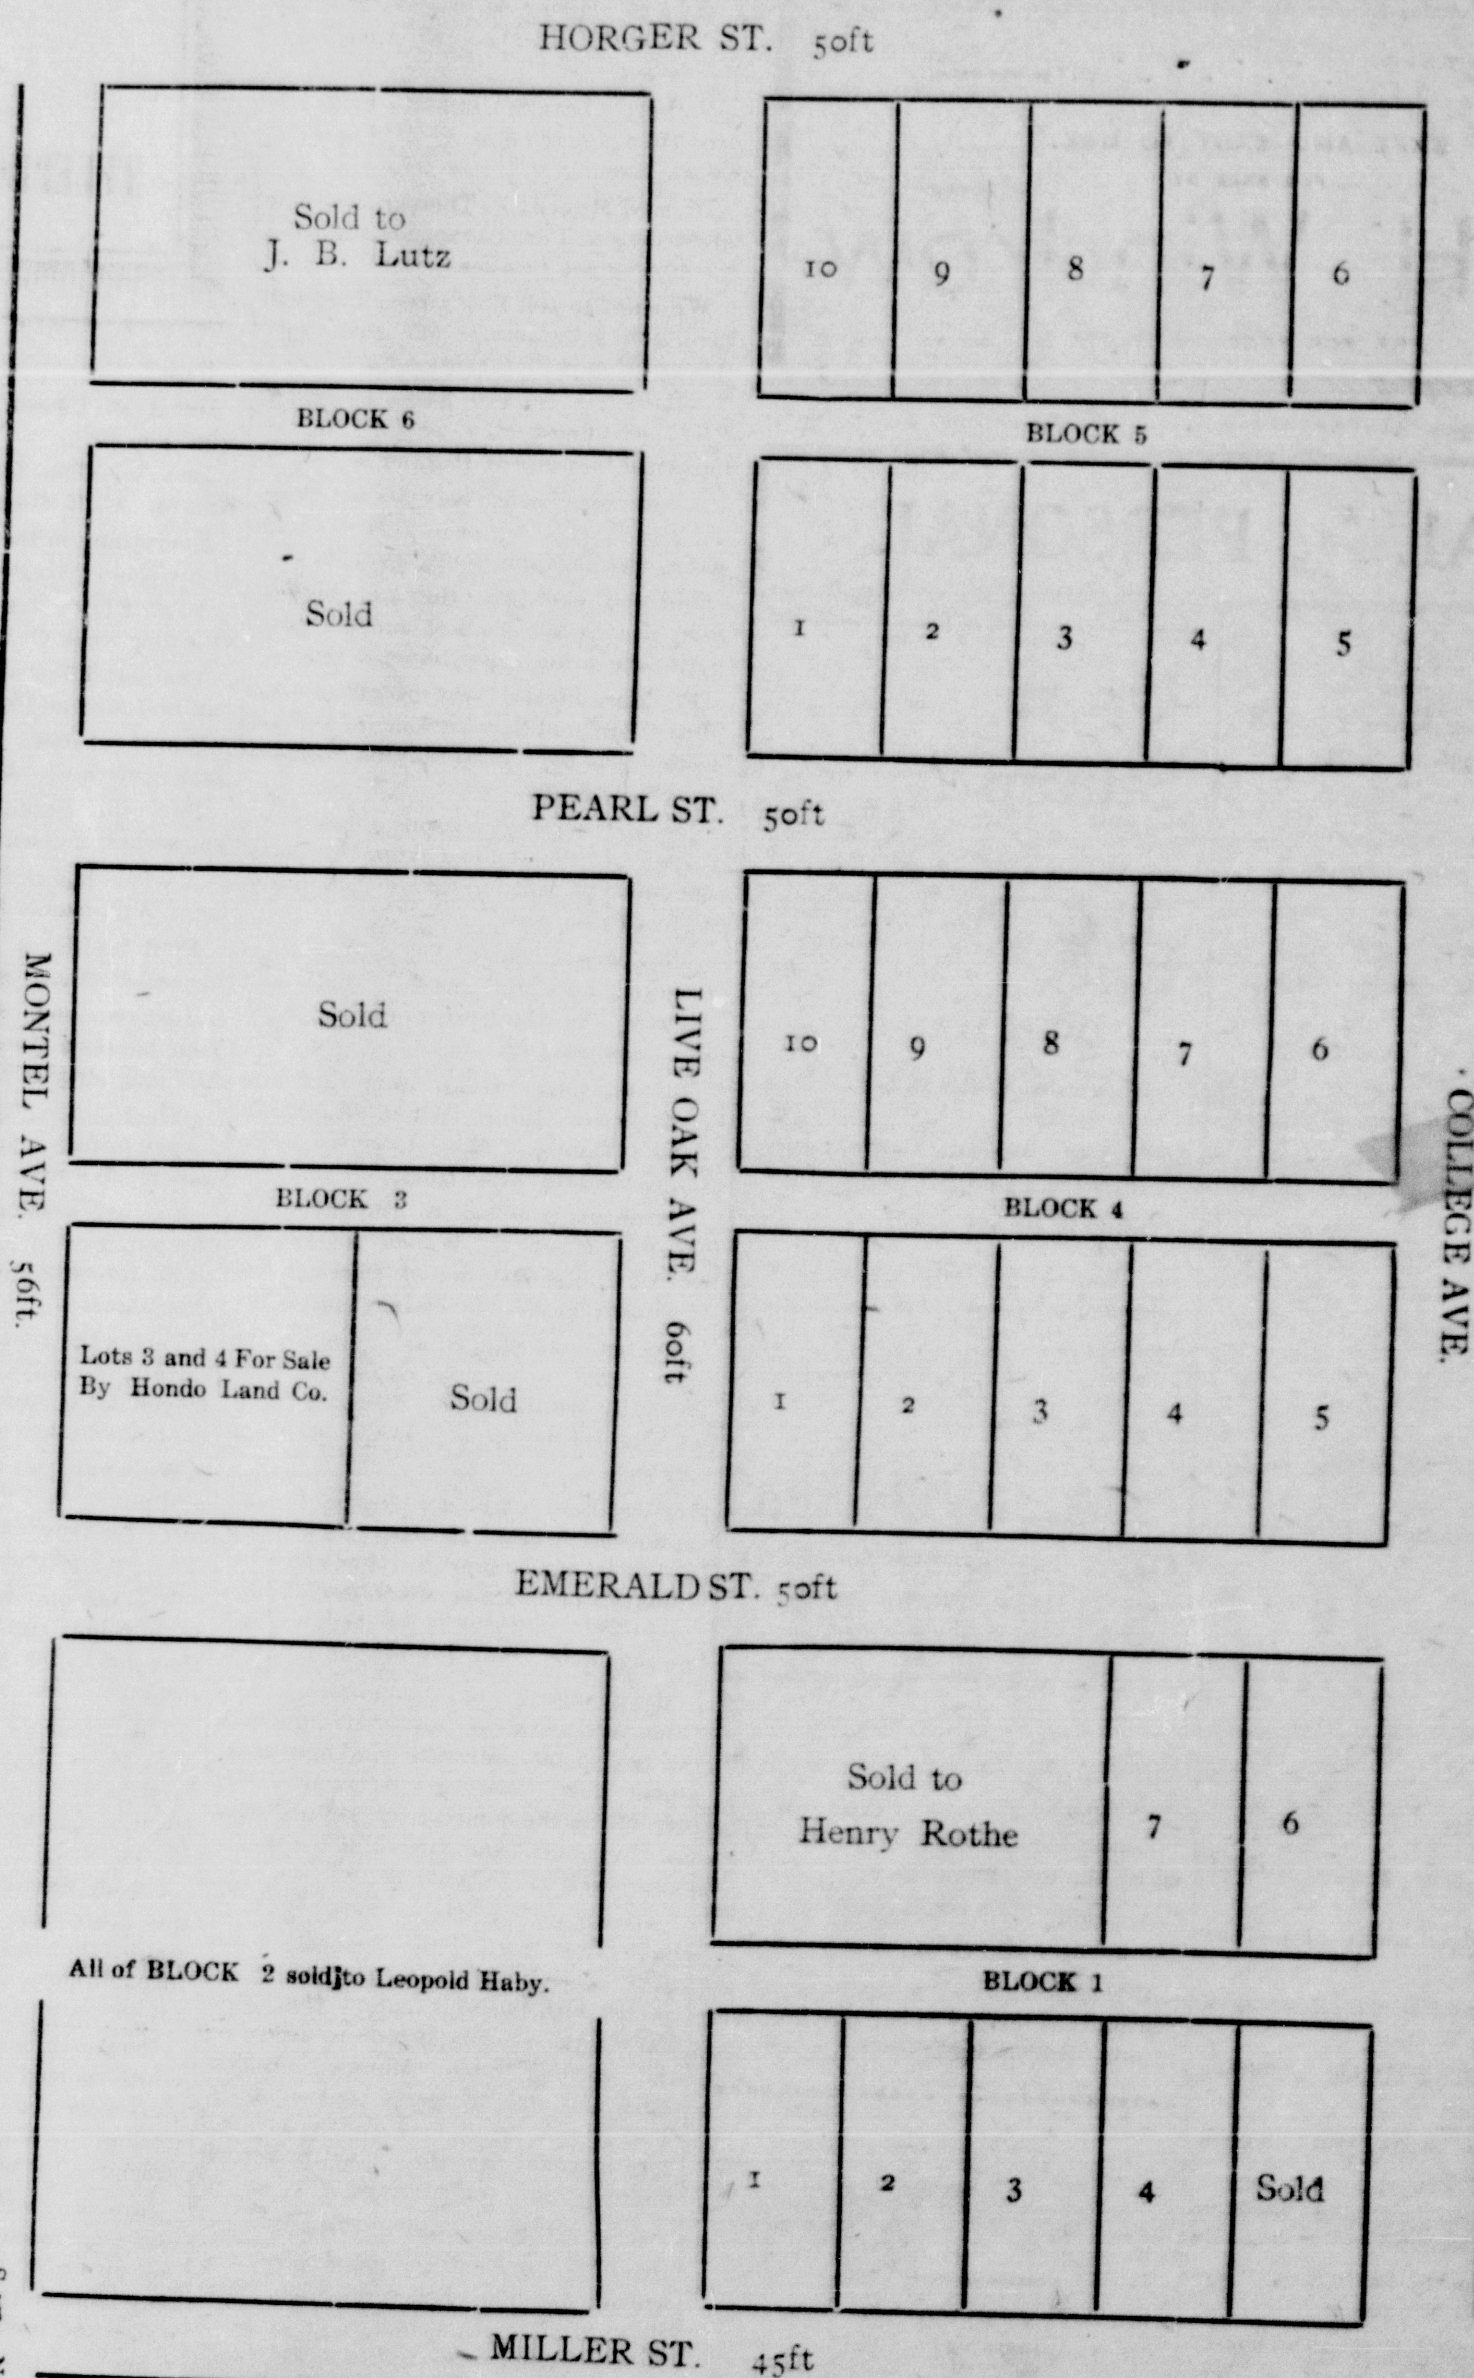 HORGER ST. 50ft
Sold to
J. B. Lutz
10 9 8 7 6
BLOCK 6
BLOCK 5
Sold
1 2 3 4 5
PEARL ST. 50ft
MONTEL AVE. 56ft.
Sold
LIVE OAK AVE. 60ft
10 9 8 7 6
COLLEGE AVE.
BLOCK 3
BLOCK 4
Lots 3 and 4 For Sale
By Hondo Land Co.
Sold
1 2 3 4 5
EMERALD ST. 50ft
Sold to
Henry Rothe
7 6
All of BLOCK 2 sold to Leopold Haby.
BLOCK 1
1 2 3 4 Sold
MILLER ST. 45ft